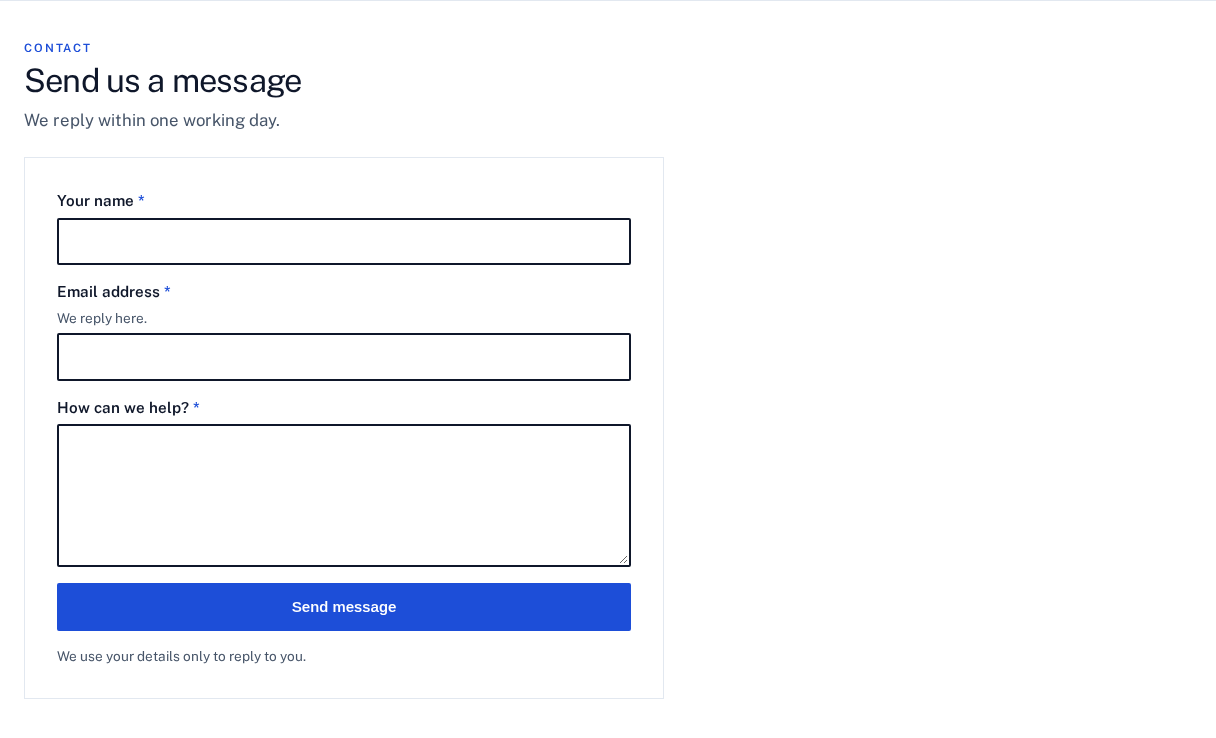 CONTACT
Send us a message
We reply within one working day.
Your name *
Email address *
We reply here.
How can we help? *
Send message
We use your details only to reply to you.